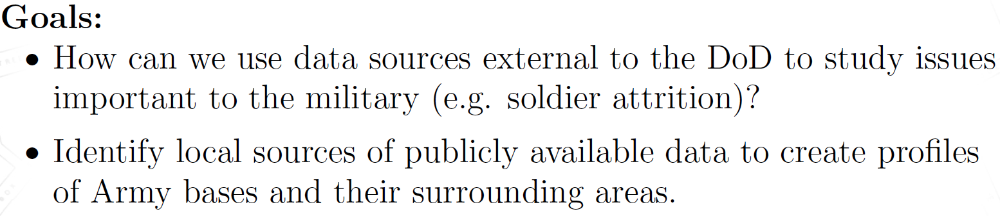 Goals:
• How can we use data sources external to the DoD to study issues
important to the military (e.g. soldier attrition)?
• Identify local sources of publicly available data to create profiles
of Army bases and their surrounding areas.